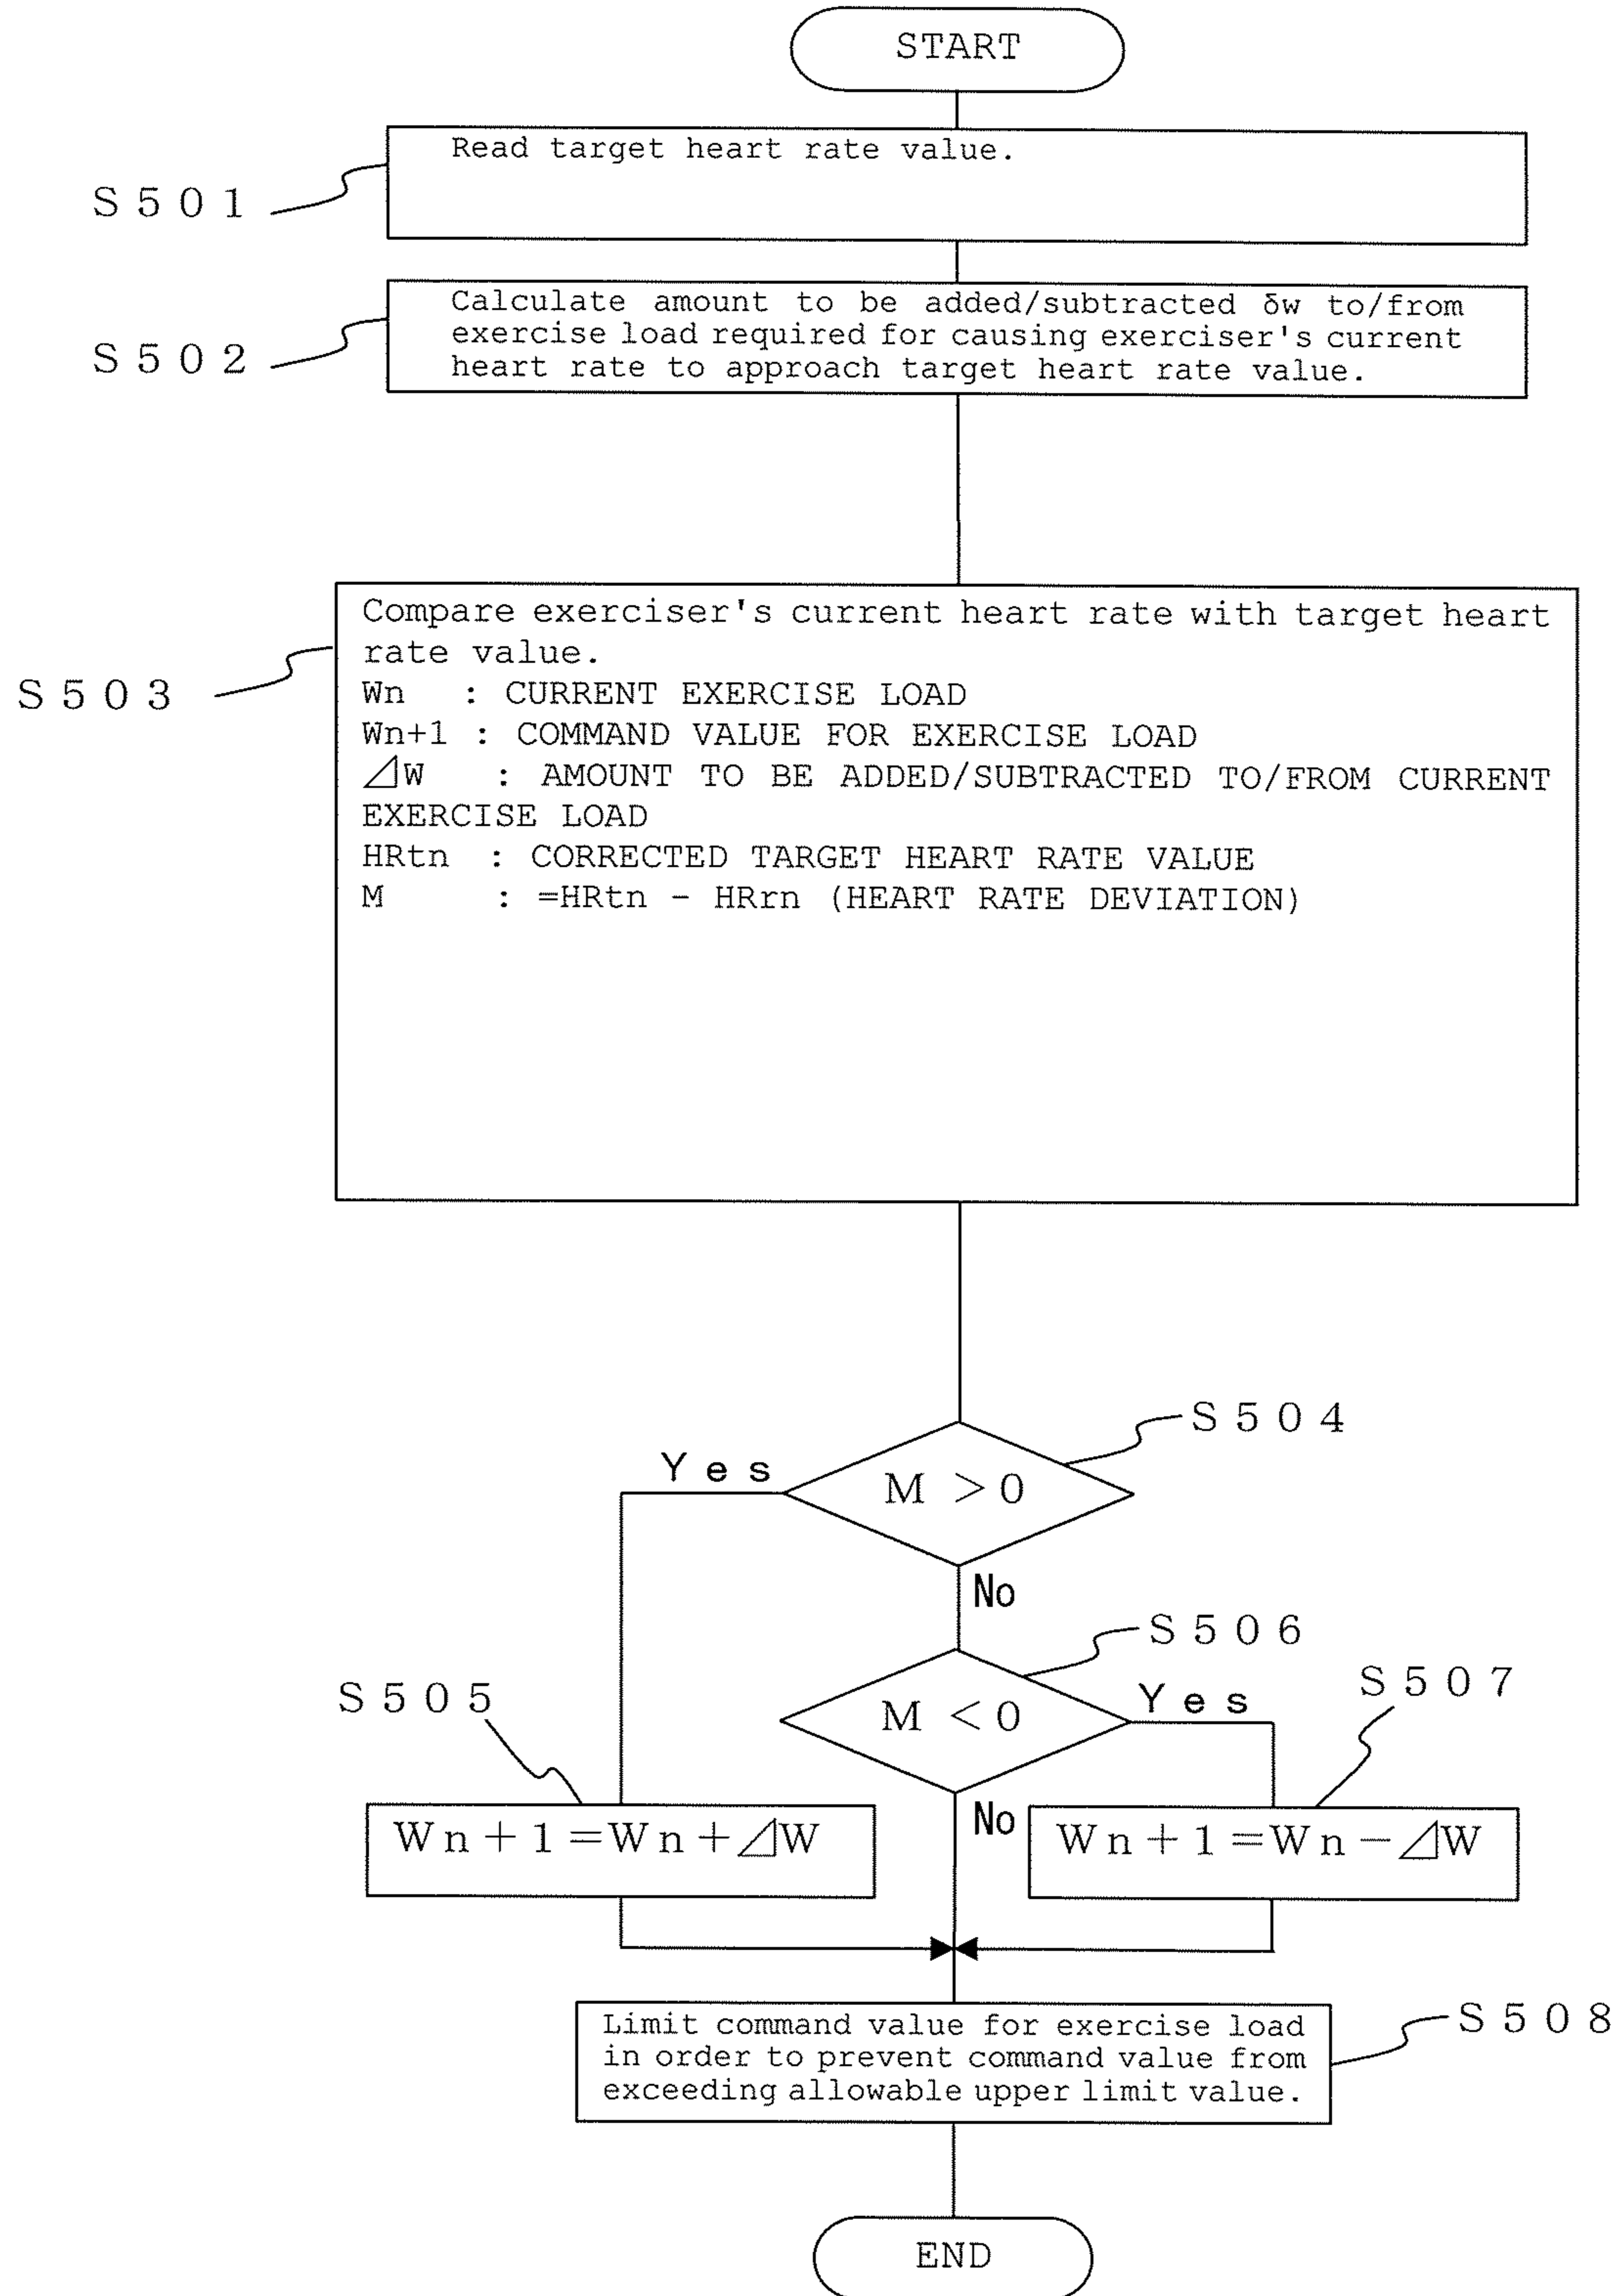 START
S501
Read target heart rate value.
S502
Calculate amount to be added/subtracted δw to/from
exercise load required for causing exerciser's current
heart rate to approach target heart rate value.
S503
Compare exerciser's current heart rate with target heart
rate value.
Wn : CURRENT EXERCISE LOAD
Wn+1 : COMMAND VALUE FOR EXERCISE LOAD
⊿W : AMOUNT TO BE ADDED/SUBTRACTED TO/FROM CURRENT
EXERCISE LOAD
HRtn : CORRECTED TARGET HEART RATE VALUE
M : =HRtn - HRrn (HEART RATE DEVIATION)
S504
Yes
M >0
No
S506
S505
S507
M <0
Yes
No
Wn+1=Wn+⊿W
Wn+1=Wn-⊿W
S508
Limit command value for exercise load
in order to prevent command value from
exceeding allowable upper limit value.
END